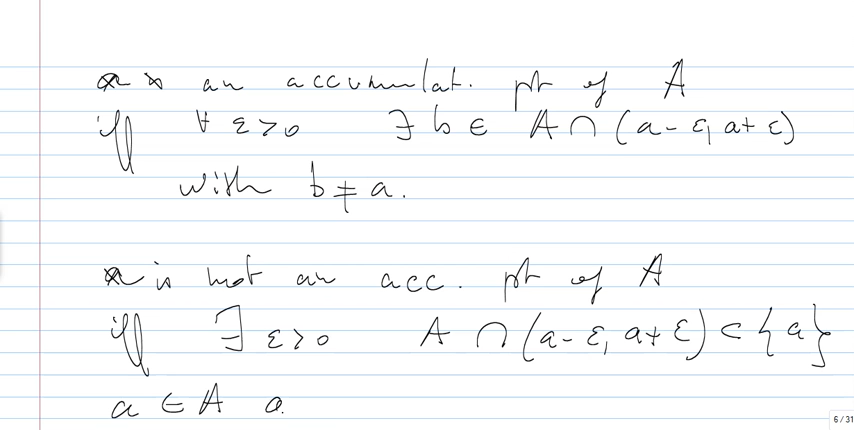 a is an accumulat. pt of A
iff ∀ ε>0 ∃ b ∈ A ∩ (a - ε, a + ε)
with b ≠ a.
a is not an acc. pt of A
iff ∃ ε>0 A ∩ (a - ε, a + ε) ⊂ {a}
a ∈ A a
6 / 31